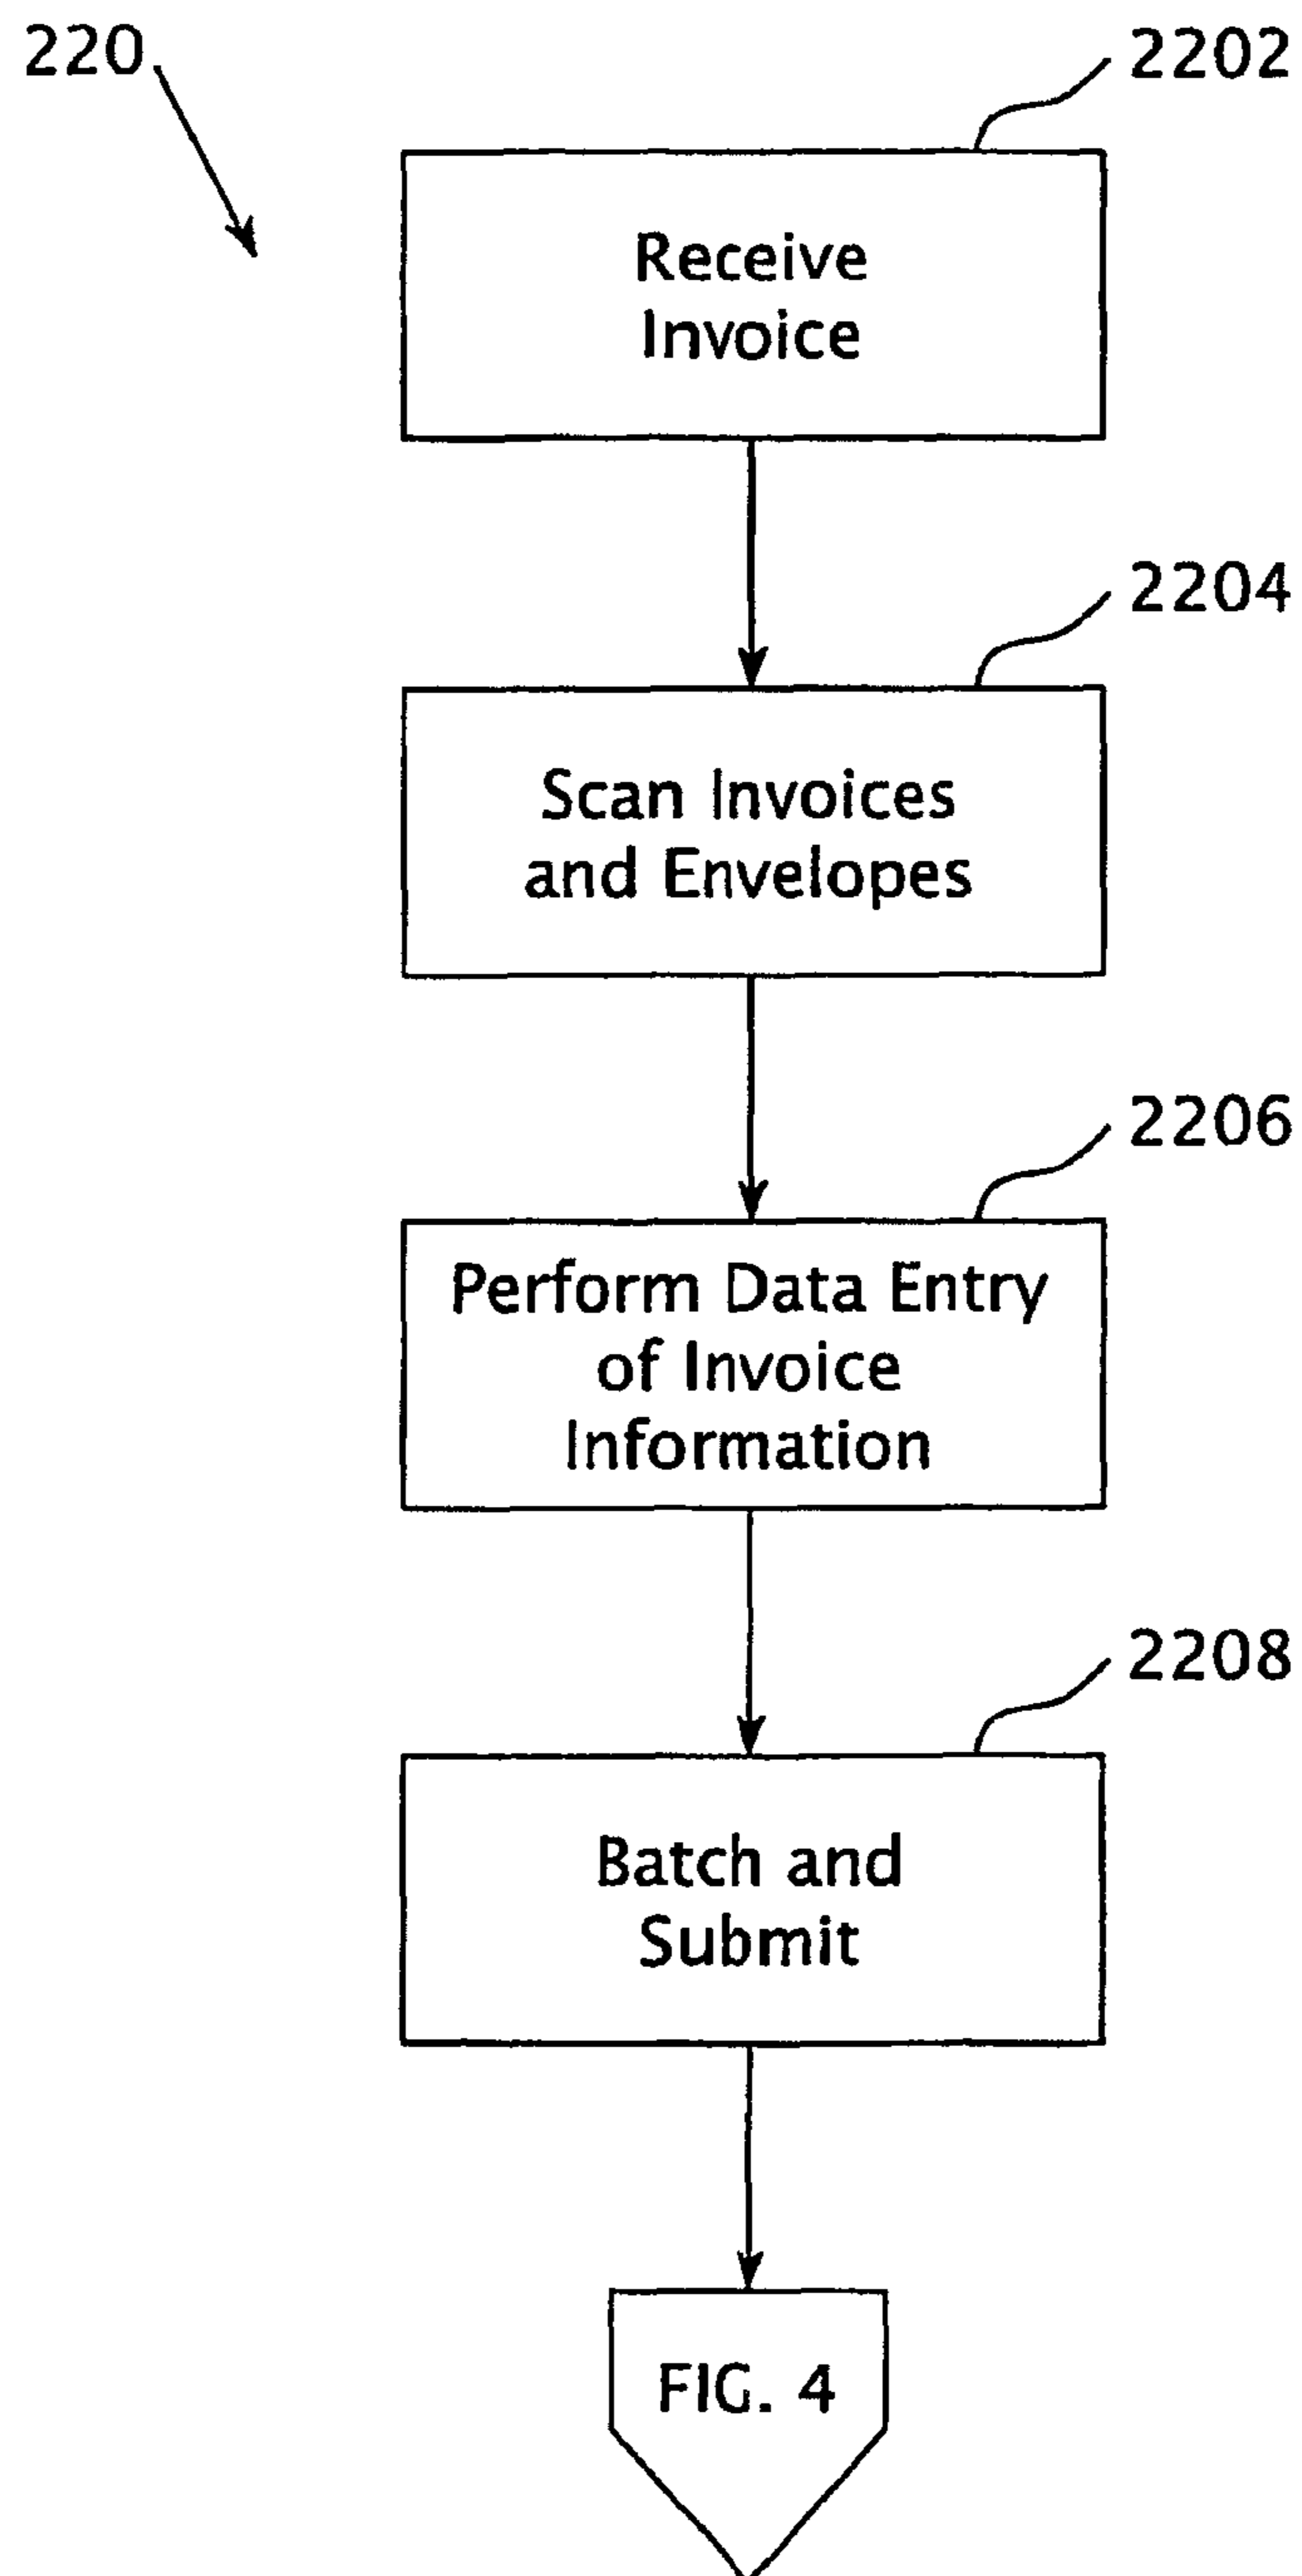 220
2202
Receive
Invoice
2204
Scan Invoices
and Envelopes
2206
Perform Data Entry
of Invoice
Information
2208
Batch and
Submit
FIG. 4